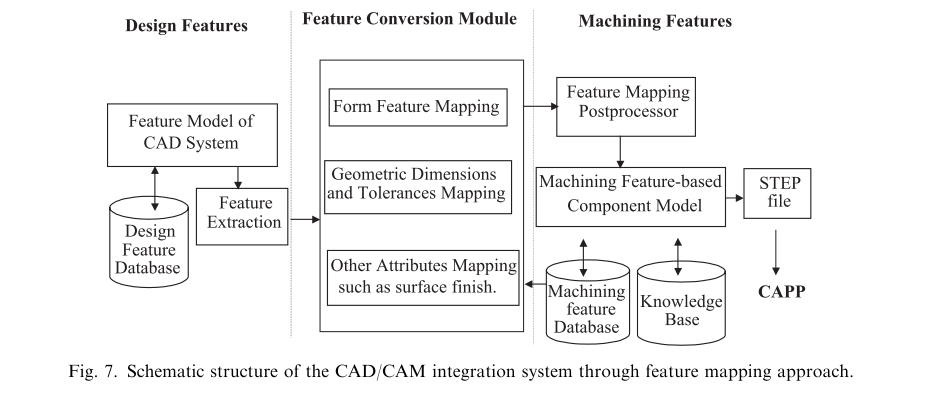 Design Features
Feature Conversion Module
Machining Features
Feature Model of
CAD System
Design
Feature
Database
Feature
Extraction
Form Feature Mapping
Geometric Dimensions
and Tolerances Mapping
Other Attributes Mapping
such as surface finish.
Feature Mapping
Postprocessor
Machining Feature-based
Component Model
Machining
feature
Database
Knowledge
Base
STEP
file
CAPP
Fig. 7. Schematic structure of the CAD/CAM integration system through feature mapping approach.